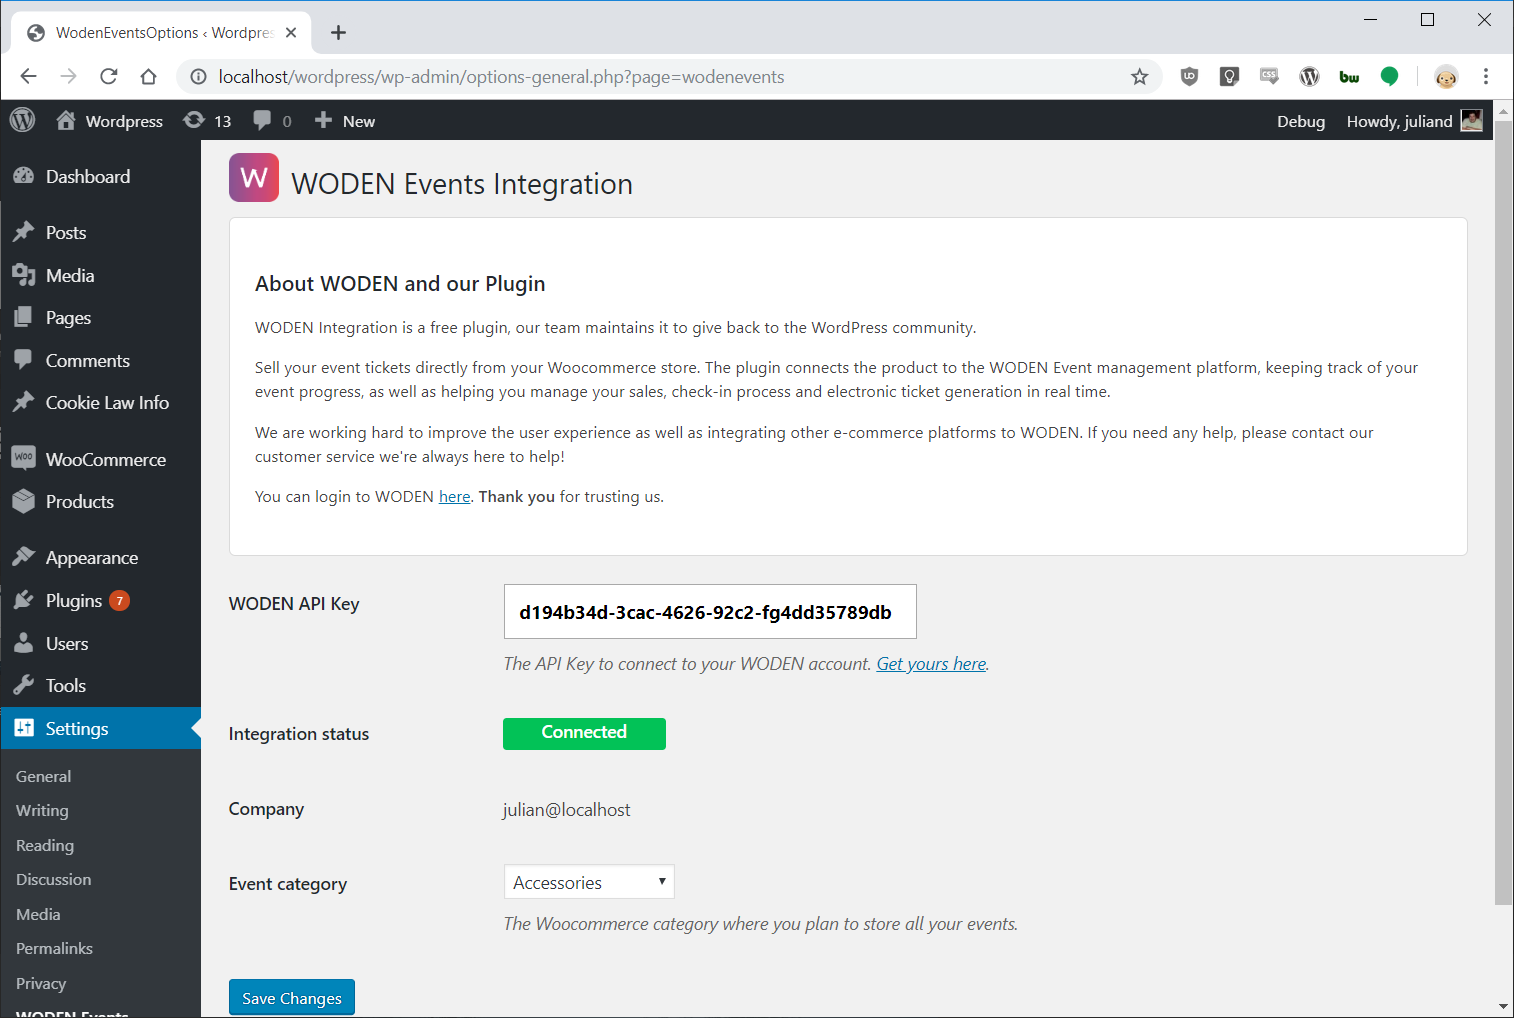 WodenEventsOptions ‹ Wordpres
localhost/wordpress/wp-admin/options-general.php?page=wodenevents
CSS
bw
Wordpress
13
0
New
Debug
Howdy, juliand
Dashboard
Posts
Media
Pages
Comments
Cookie Law Info
Woo
WooCommerce
Products
Appearance
Plugins 7
Users
Tools
Settings
General
Writing
Reading
Discussion
Media
Permalinks
Privacy
WODEN Events
W
WODEN Events Integration
About WODEN and our Plugin
WODEN Integration is a free plugin, our team maintains it to give back to the WordPress community.
Sell your event tickets directly from your Woocommerce store. The plugin connects the product to the WODEN Event management platform, keeping track of your
event progress, as well as helping you manage your sales, check-in process and electronic ticket generation in real time.
We are working hard to improve the user experience as well as integrating other e-commerce platforms to WODEN. If you need any help, please contact our
customer service we're always here to help!
You can login to WODEN here. Thank you for trusting us.
WODEN API Key
d194b34d-3cac-4626-92c2-fg4dd35789db
The API Key to connect to your WODEN account. Get yours here.
Integration status
Connected
Company
julian@localhost
Event category
Accessories
The Woocommerce category where you plan to store all your events.
Save Changes